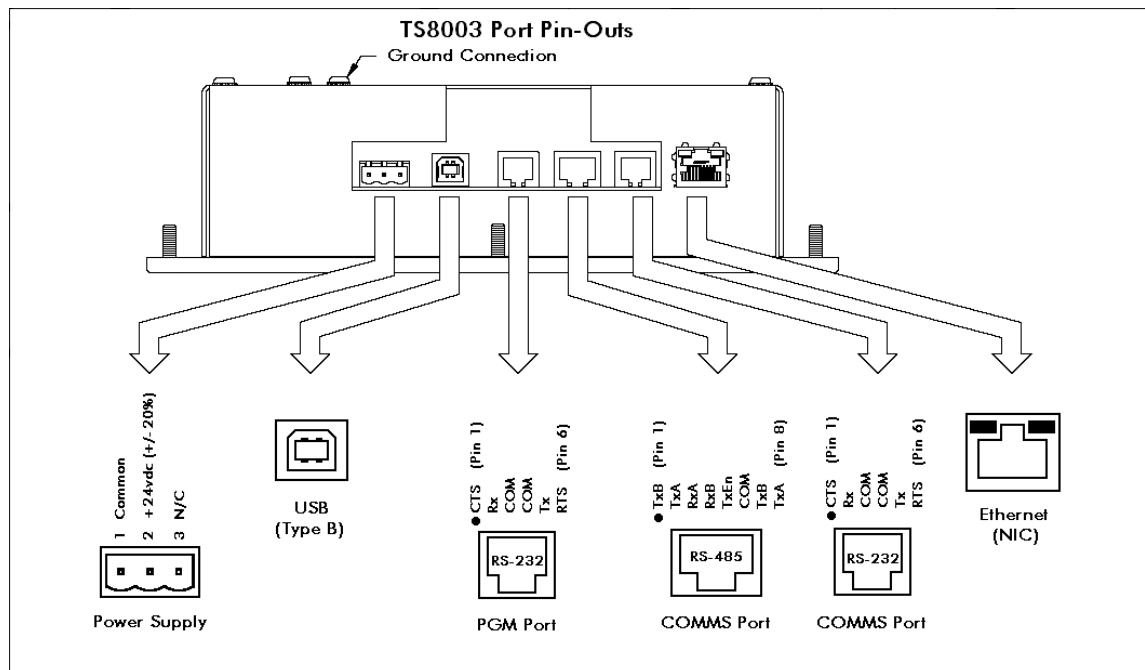 TS8003 Port Pin-Outs
Ground Connection
1 Common
2 +24vdc (+/- 20%)
3 N/C
Power Supply
USB
(Type B)
CTS (Pin 1)
Rx
COM
COM
Tx
RTS (Pin 6)
RS-232
PGM Port
TxB (Pin 1)
TxA
RxA
RxB
TxEn
COM
TxB
TxA (Pin 8)
RS-485
COMMS Port
CTS (Pin 1)
Rx
COM
COM
Tx
RTS (Pin 6)
RS-232
COMMS Port
Ethernet
(NIC)